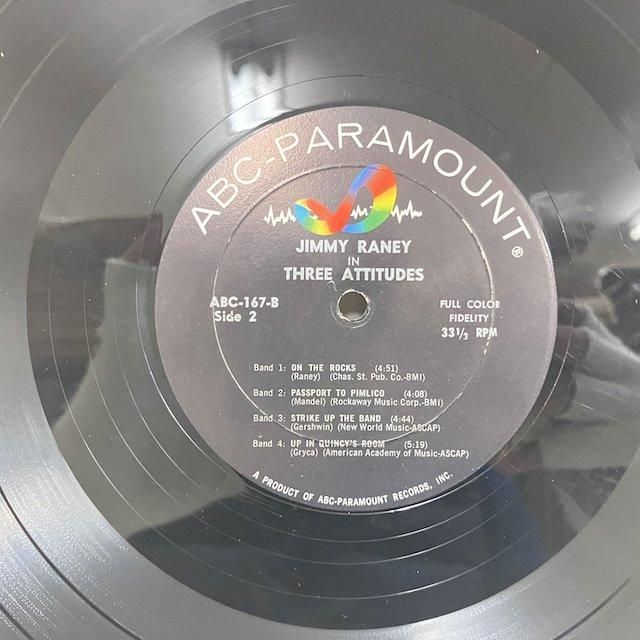 ABC-PARAMOUNT®
JIMMY RANEY
IN
THREE ATTITUDES
ABC-167-B
Side 2
FULL COLOR
FIDELITY
33⅓ RPM
Band 1: ON THE ROCKS (4:51)
(Raney) (Chas. St. Pub. Co.-BMI)
Band 2: PASSPORT TO PIMLICO (4:08)
(Mandel) (Rockaway Music Corp.-BMI)
Band 3: STRIKE UP THE BAND (4:44)
(Gershwin) (New World Music-ASCAP)
Band 4: UP IN QUINCY'S ROOM (5:19)
(Gryca) (American Academy of Music-ASCAP)
A PRODUCT OF ABC-PARAMOUNT RECORDS, INC.